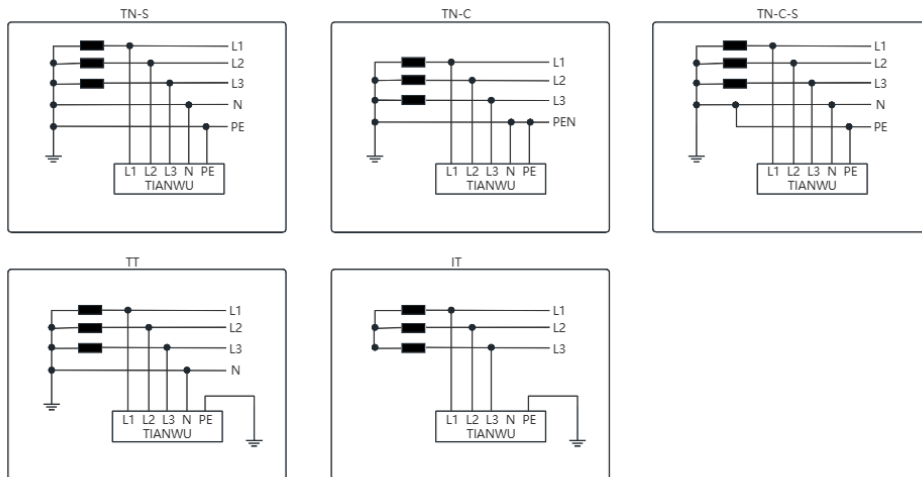 TN-S
L1
L2
L3
N
PE
L1 L2 L3 N PE
TIANWU
TN-C
L1
L2
L3
PEN
L1 L2 L3 N PE
TIANWU
TN-C-S
L1
L2
L3
N
PE
L1 L2 L3 N PE
TIANWU
TT
L1
L2
L3
N
L1 L2 L3 N PE
TIANWU
IT
L1
L2
L3
L1 L2 L3 N PE
TIANWU